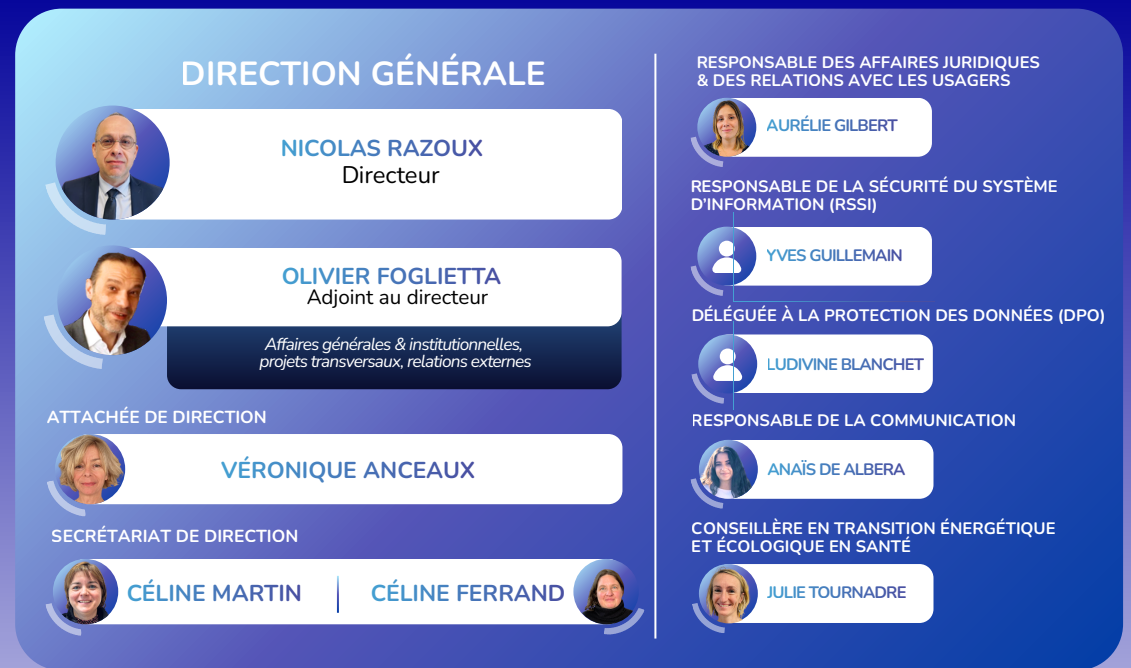 DIRECTION GÉNÉRALE
NICOLAS RAZOUX
Directeur
OLIVIER FOGLIETTA
Adjoint au directeur
Affaires générales & institutionnelles,
projets transversaux, relations externes
ATTACHÉE DE DIRECTION
VÉRONIQUE ANCEAUX
SECRÉTARIAT DE DIRECTION
CÉLINE MARTIN
CÉLINE FERRAND
RESPONSABLE DES AFFAIRES JURIDIQUES
& DES RELATIONS AVEC LES USAGERS
AURÉLIE GILBERT
RESPONSABLE DE LA SÉCURITÉ DU SYSTÈME
D'INFORMATION (RSSI)
YVES GUILLEMAIN
DÉLÉGUÉE À LA PROTECTION DES DONNÉES (DPO)
LUDIVINE BLANCHET
RESPONSABLE DE LA COMMUNICATION
ANAÏS DE ALBERA
CONSEILLÈRE EN TRANSITION ÉNERGÉTIQUE
ET ÉCOLOGIQUE EN SANTÉ
JULIE TOURNADRE